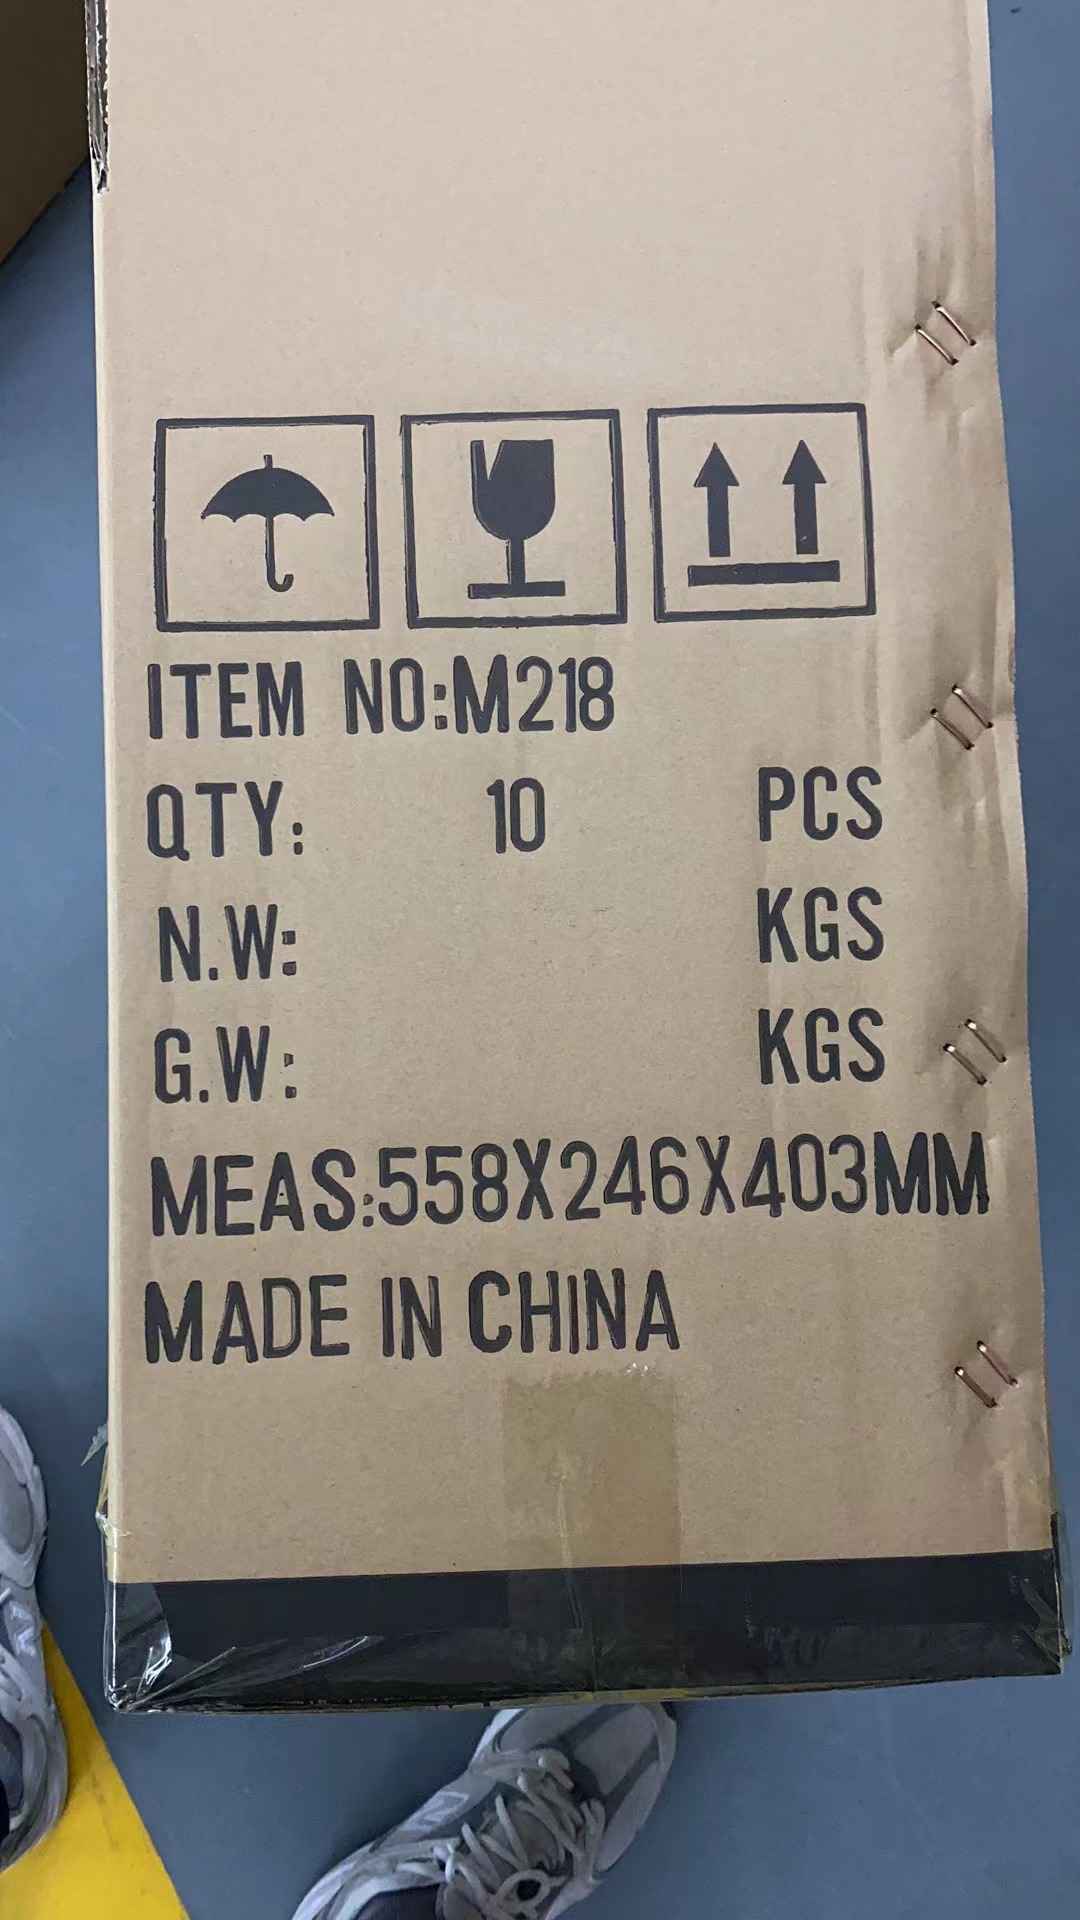 ITEM NO:M218
QTY: 10 PCS
N.W: KGS
G.W: KGS
MEAS:558X246X403MM
MADE IN CHINA